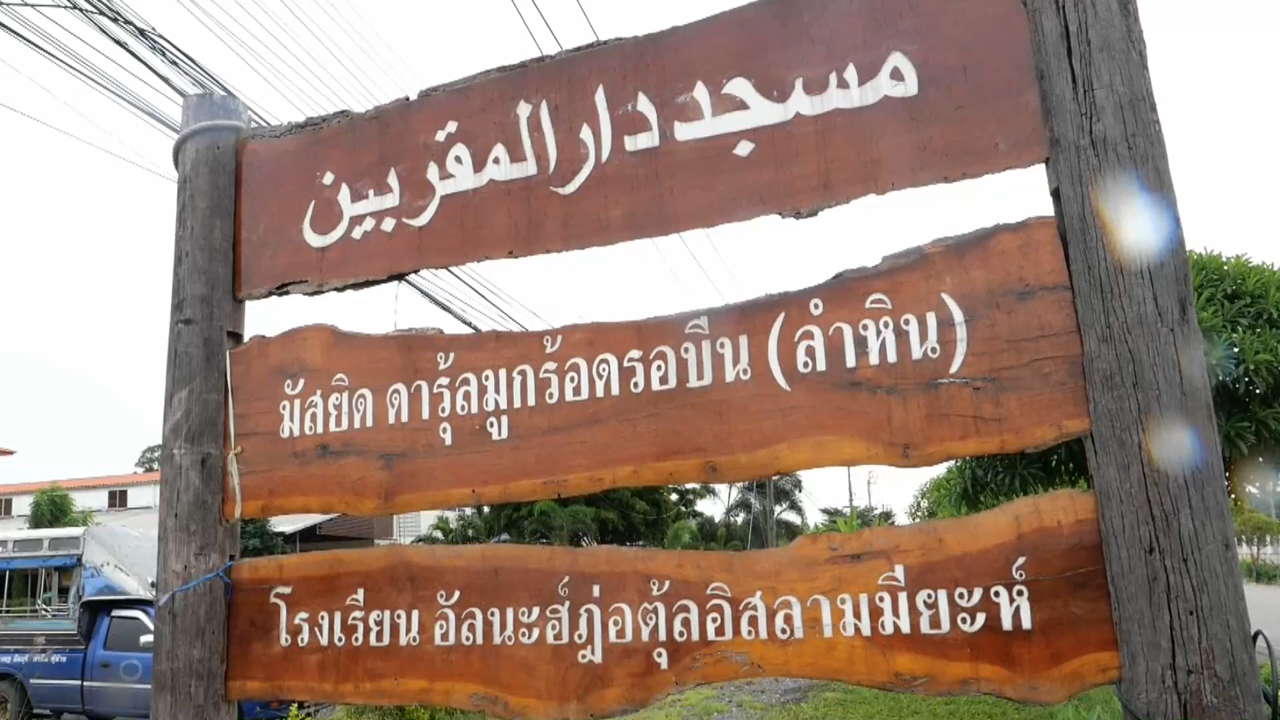 مسجد دار المقربين
มัสยิด ดารุ้ลมูกร้อดรอบีน (ลำหิน)
โรงเรียน อัลนะฮ์ฎ่อตุ้ลอิสลามมียะห์